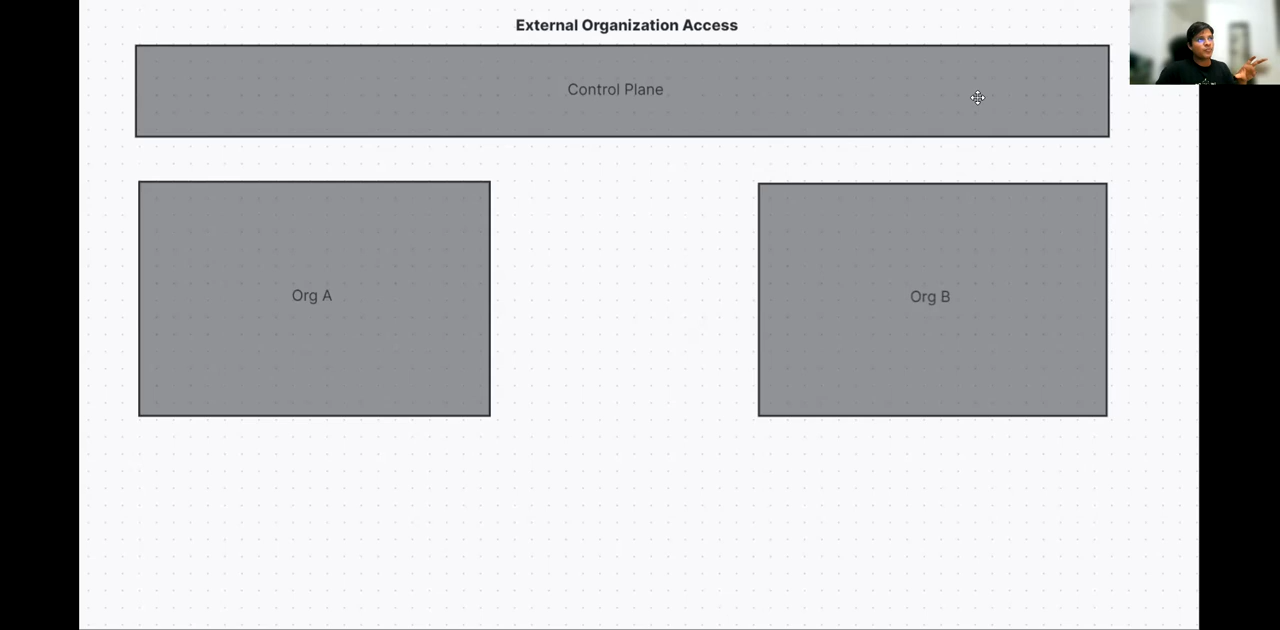 External Organization Access
Control Plane
Org A
Org B